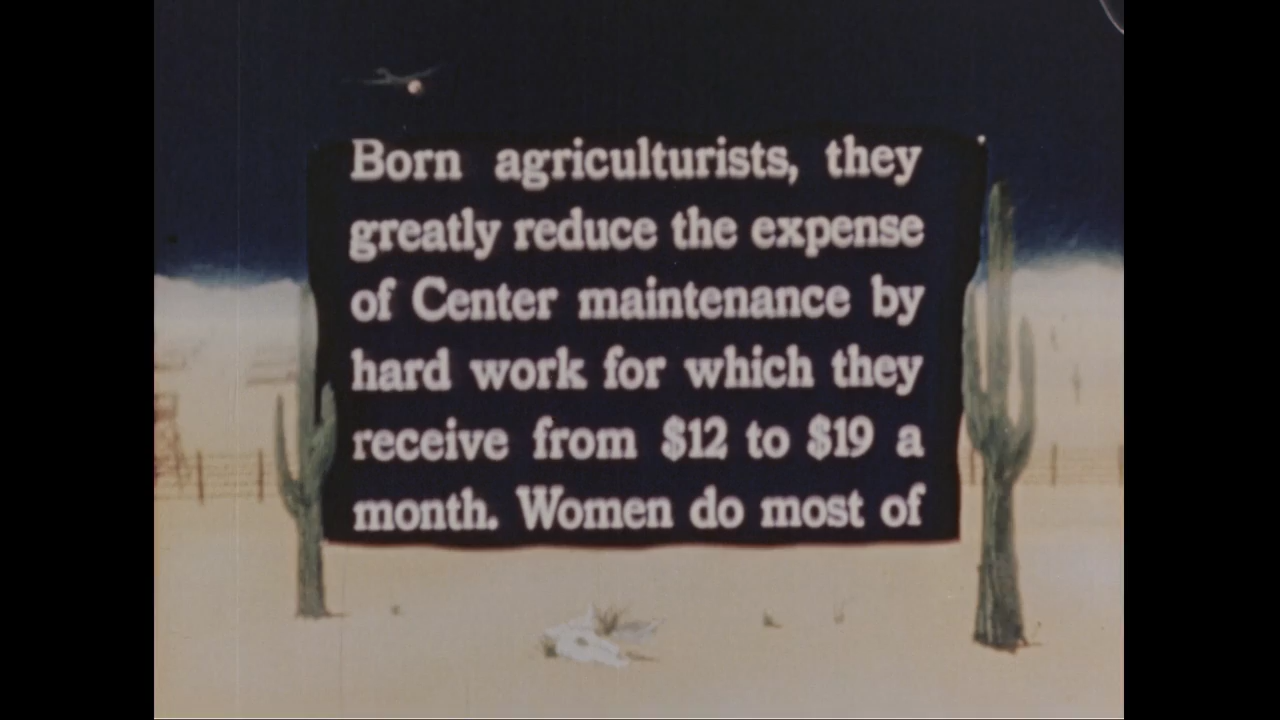 Born agriculturists, they
greatly reduce the expense
of Center maintenance by
hard work for which they
receive from $12 to $19 a
month. Women do most of